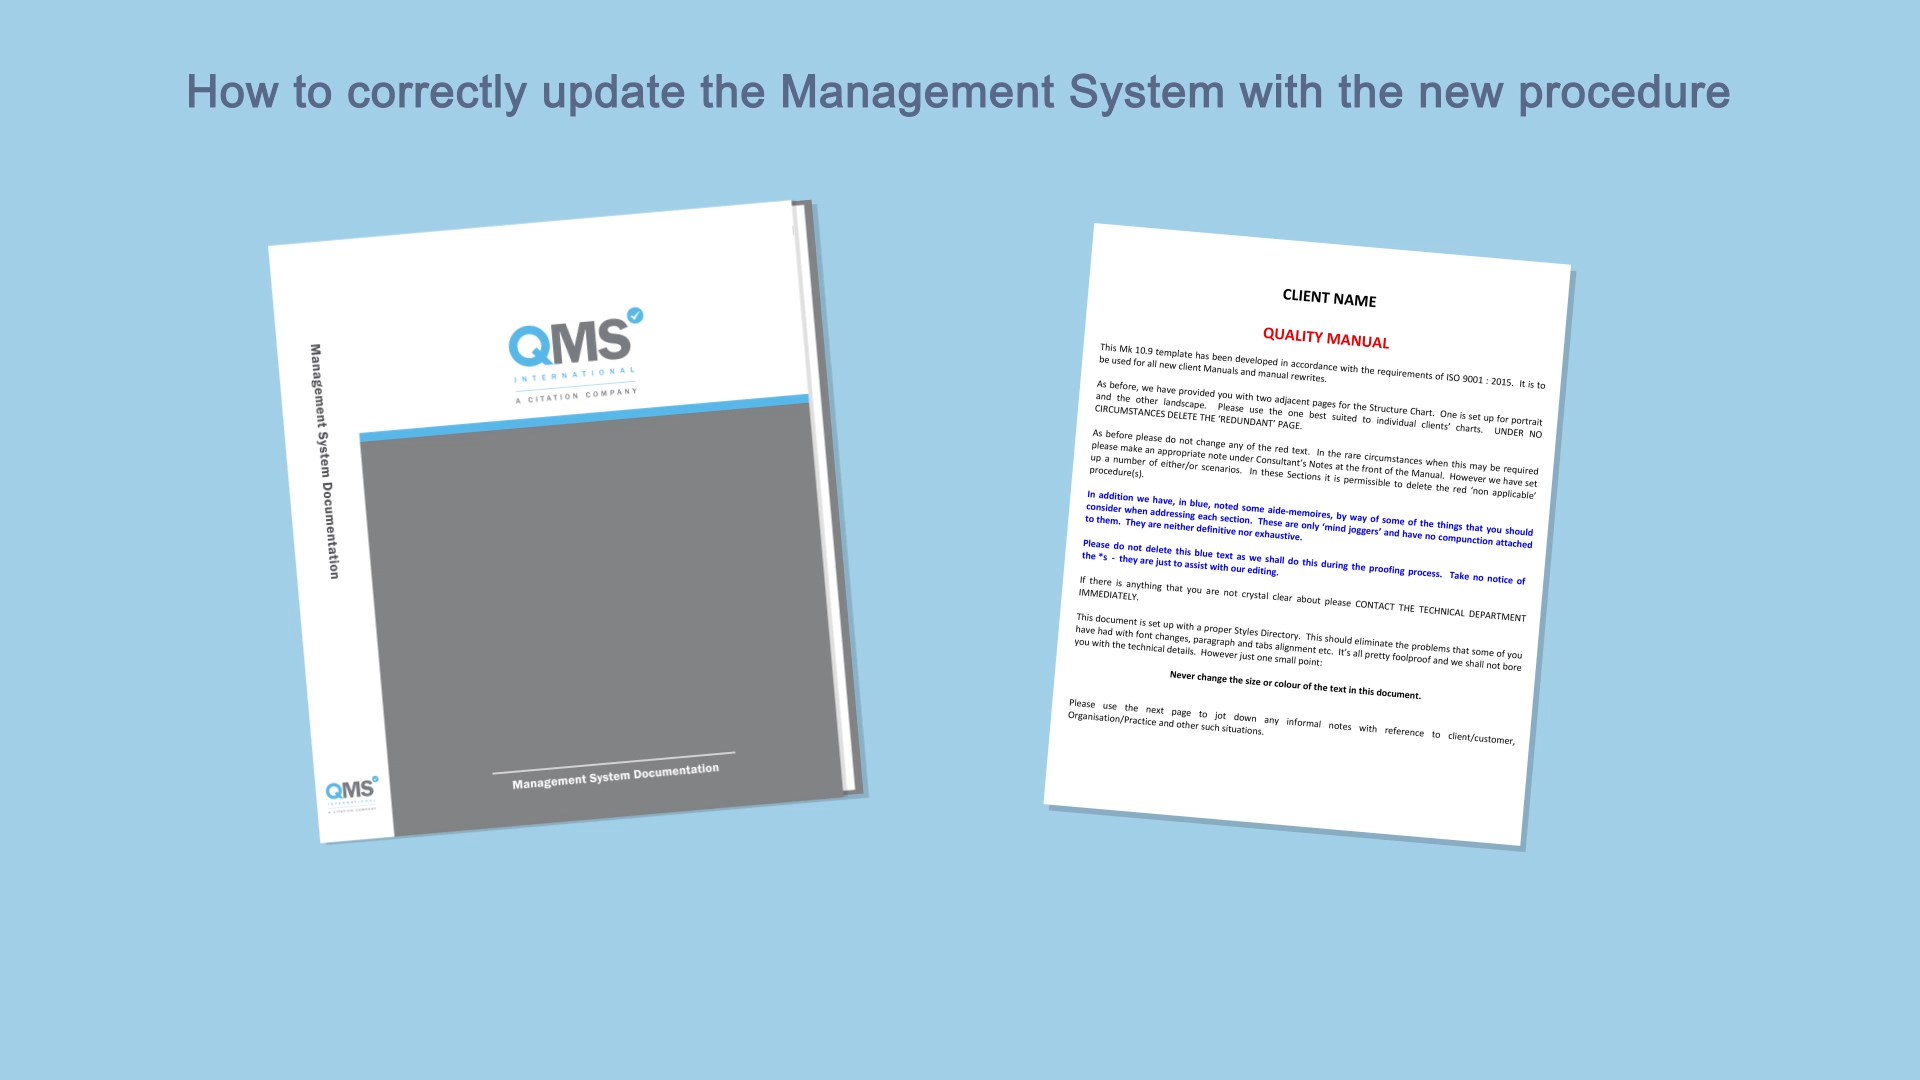 How to correctly update the Management System with the new procedure
Management System Documentation
QMS
INTERNATIONAL
A CITATION COMPANY
Management System Documentation
QMS
INTERNATIONAL
A CITATION COMPANY
CLIENT NAME
QUALITY MANUAL
This Mk 10.9 template has been developed in accordance with the requirements of ISO 9001 : 2015. It is to
be used for all new client Manuals and manual rewrites.
As before, we have provided you with two adjacent pages for the Structure Chart. One is set up for portrait
and the other landscape. Please use the one best suited to individual clients' charts. UNDER NO
CIRCUMSTANCES DELETE THE 'REDUNDANT' PAGE.
As before please do not change any of the red text. In the rare circumstances when this may be required
please make an appropriate note under Consultant's Notes at the front of the Manual. However we have set
up a number of either/or scenarios. In these Sections it is permissible to delete the red 'non applicable'
procedure(s).
In addition we have, in blue, noted some aide-memoires, by way of some of the things that you should
consider when addressing each section. These are only 'mind joggers' and have no compunction attached
to them. They are neither definitive nor exhaustive.
Please do not delete this blue text as we shall do this during the proofing process. Take no notice of
the *s - they are just to assist with our editing.
If there is anything that you are not crystal clear about please CONTACT THE TECHNICAL DEPARTMENT
IMMEDIATELY.
This document is set up with a proper Styles Directory. This should eliminate the problems that some of you
have had with font changes, paragraph and tabs alignment etc. It's all pretty foolproof and we shall not bore
you with the technical details. However just one small point:
Never change the size or colour of the text in this document.
Please use the next page to jot down any informal notes with reference to client/customer,
Organisation/Practice and other such situations.